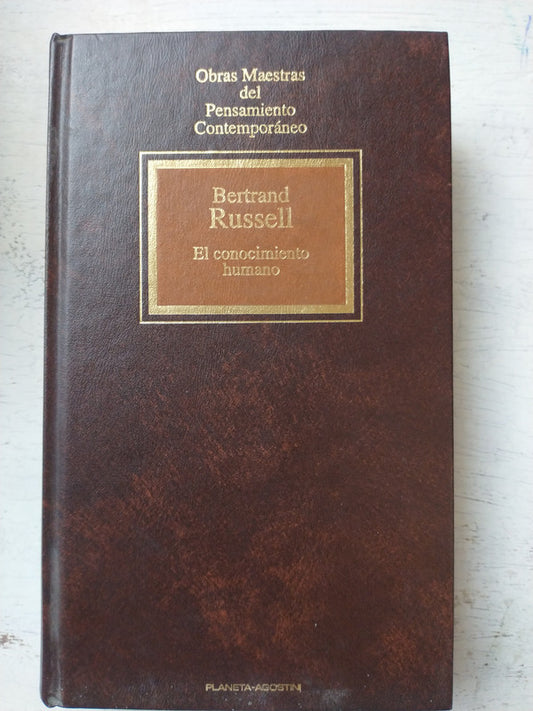 Obras Maestras
del
Pensamiento
Contemporáneo
Bertrand
Russell
El conocimiento
humano
PLANETA-AGOSTINI